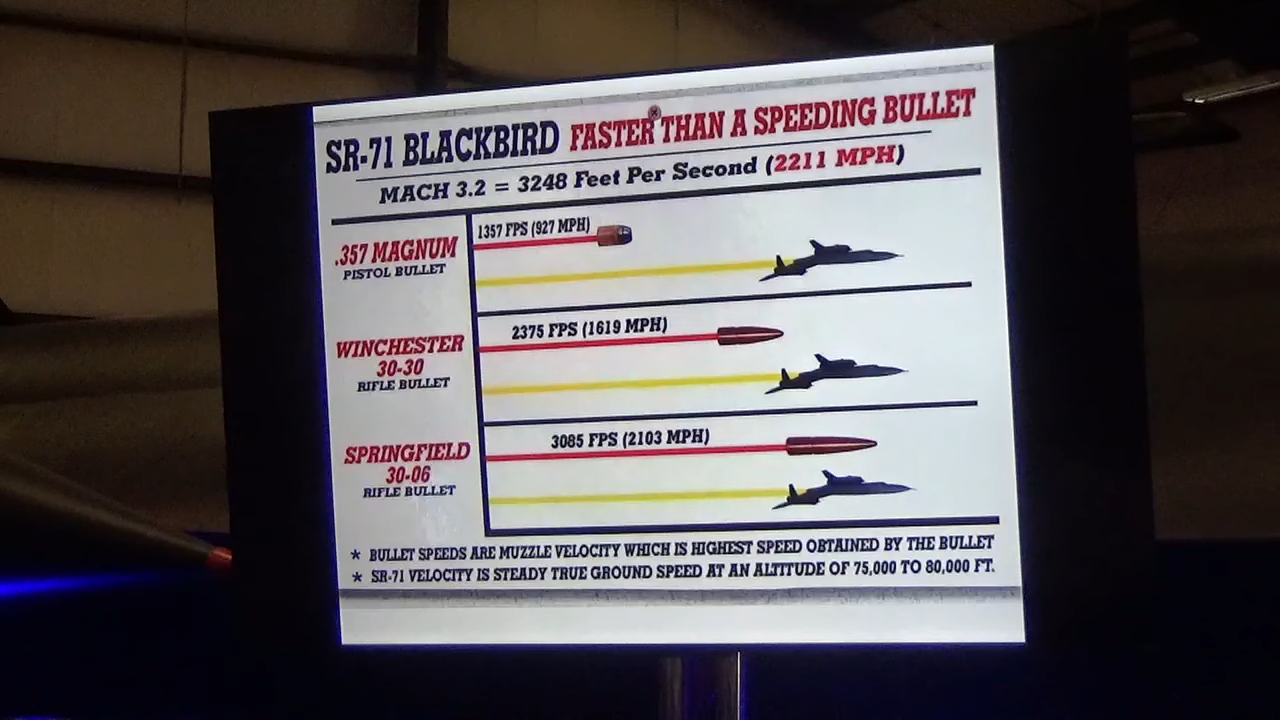 SR-71 BLACKBIRD FASTER THAN A SPEEDING BULLET
MACH 3.2 = 3248 Feet Per Second (2211 MPH)
.357 MAGNUM
PISTOL BULLET
1357 FPS (927 MPH)
WINCHESTER
30-30
RIFLE BULLET
2375 FPS (1619 MPH)
SPRINGFIELD
30-06
RIFLE BULLET
3085 FPS (2103 MPH)
* BULLET SPEEDS ARE MUZZLE VELOCITY WHICH IS HIGHEST SPEED OBTAINED BY THE BULLET
* SR-71 VELOCITY IS STEADY TRUE GROUND SPEED AT AN ALTITUDE OF 75,000 TO 80,000 FT.